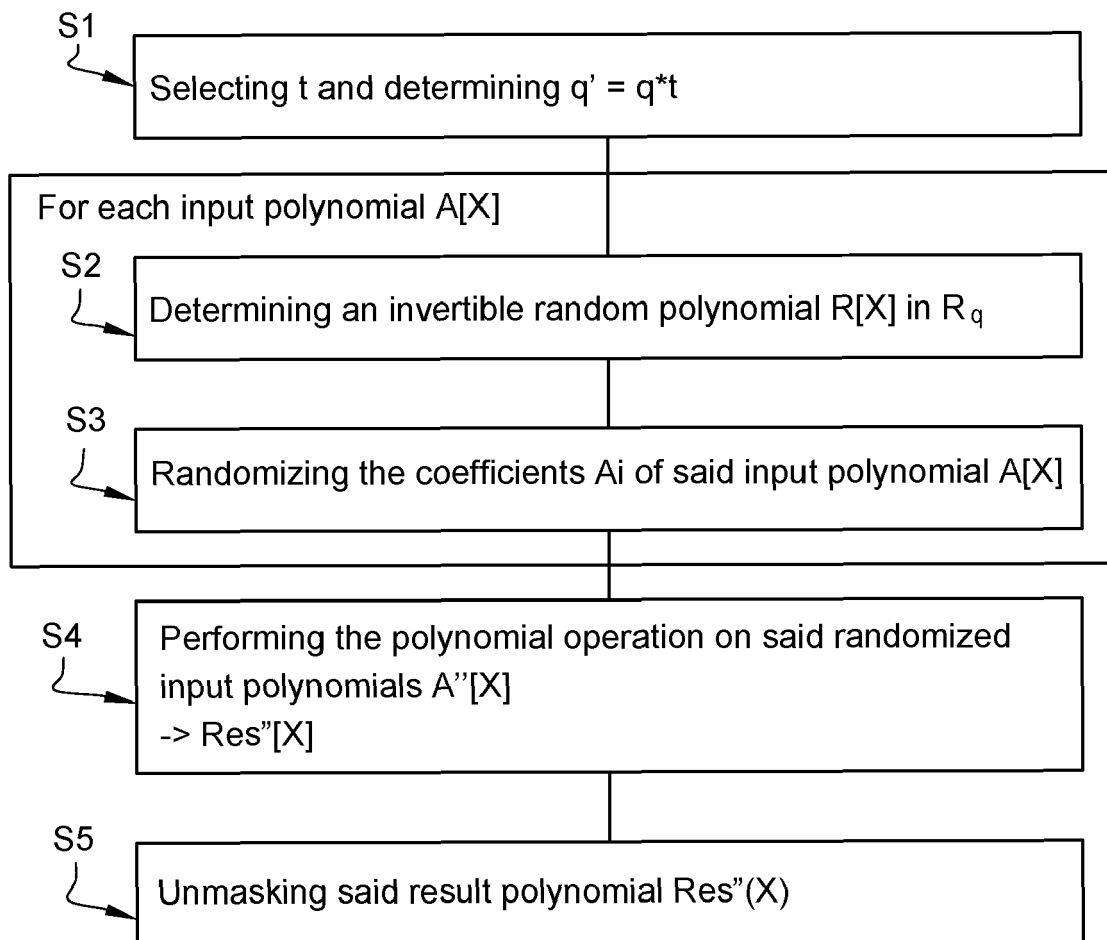 S1
Selecting t and determining q' = q*t
For each input polynomial A[X]
S2
Determining an invertible random polynomial R[X] in R q
S3
Randomizing the coefficients Ai of said input polynomial A[X]
S4
Performing the polynomial operation on said randomized
input polynomials A''[X]
-> Res”[X]
S5
Unmasking said result polynomial Res”(X)